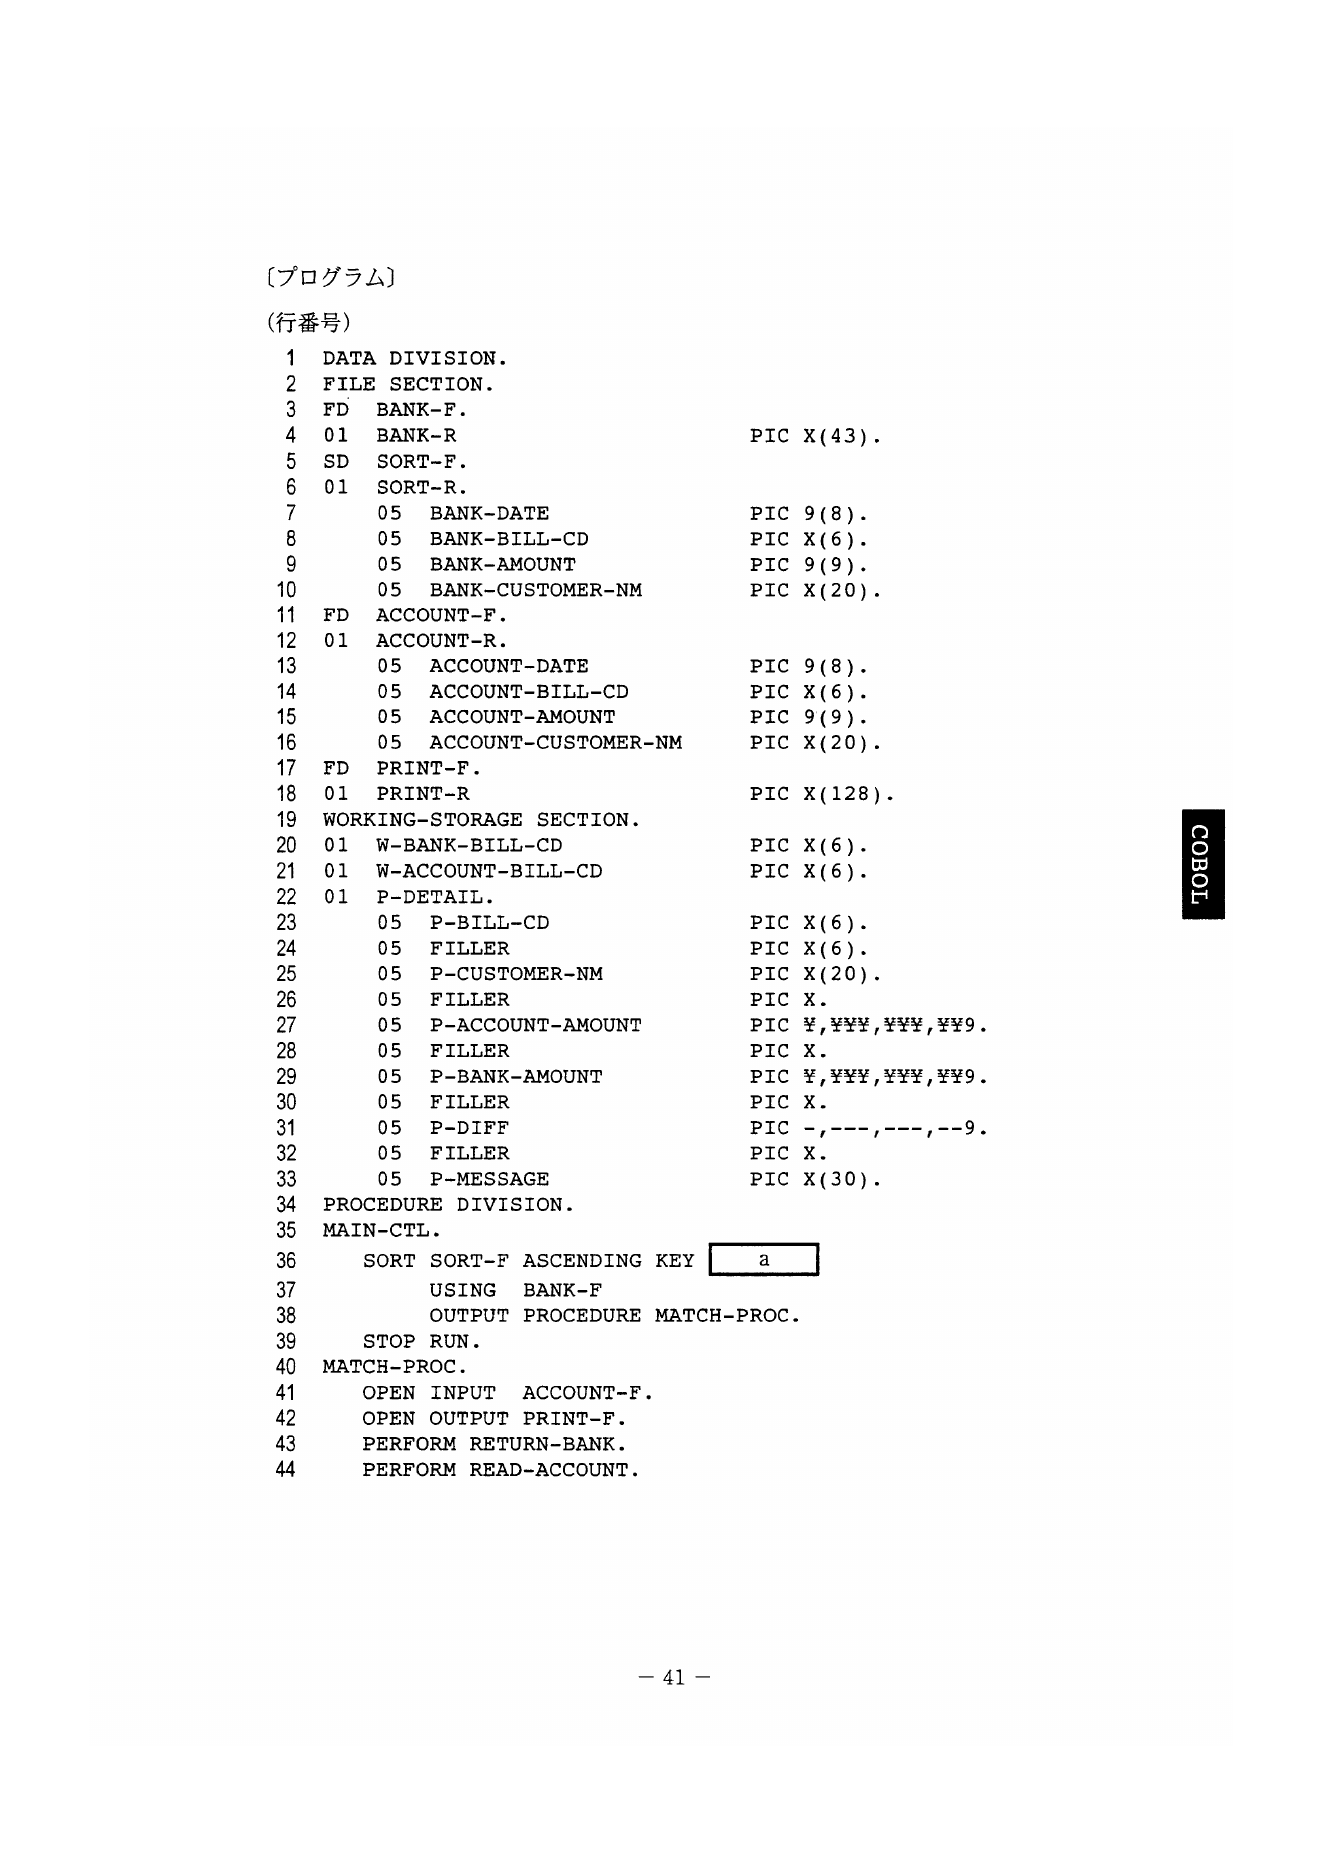 〔プログラム〕
(行番号)
1 DATA DIVISION.
2 FILE SECTION.
3 FD BANK-F.
4 01 BANK-R PIC X(43).
5 SD SORT-F.
6 01 SORT-R.
7 05 BANK-DATE PIC 9(8).
8 05 BANK-BILL-CD PIC X(6).
9 05 BANK-AMOUNT PIC 9(9).
10 05 BANK-CUSTOMER-NM PIC X(20).
11 FD ACCOUNT-F.
12 01 ACCOUNT-R.
13 05 ACCOUNT-DATE PIC 9(8).
14 05 ACCOUNT-BILL-CD PIC X(6).
15 05 ACCOUNT-AMOUNT PIC 9(9).
16 05 ACCOUNT-CUSTOMER-NM PIC X(20).
17 FD PRINT-F.
18 01 PRINT-R PIC X(128).
19 WORKING-STORAGE SECTION.
20 01 W-BANK-BILL-CD PIC X(6).
21 01 W-ACCOUNT-BILL-CD PIC X(6).
22 01 P-DETAIL.
23 05 P-BILL-CD PIC X(6).
24 05 FILLER PIC X(6).
25 05 P-CUSTOMER-NM PIC X(20).
26 05 FILLER PIC X.
27 05 P-ACCOUNT-AMOUNT PIC ¥,¥¥¥,¥¥¥,¥¥9.
28 05 FILLER PIC X.
29 05 P-BANK-AMOUNT PIC ¥,¥¥¥,¥¥¥,¥¥9.
30 05 FILLER PIC X.
31 05 P-DIFF PIC -,---,---,--9.
32 05 FILLER PIC X.
33 05 P-MESSAGE PIC X(30).
34 PROCEDURE DIVISION.
35 MAIN-CTL.
36 SORT SORT-F ASCENDING KEY a
37 USING BANK-F
38 OUTPUT PROCEDURE MATCH-PROC.
39 STOP RUN.
40 MATCH-PROC.
41 OPEN INPUT ACCOUNT-F.
42 OPEN OUTPUT PRINT-F.
43 PERFORM RETURN-BANK.
44 PERFORM READ-ACCOUNT.
COBOL
— 41 —